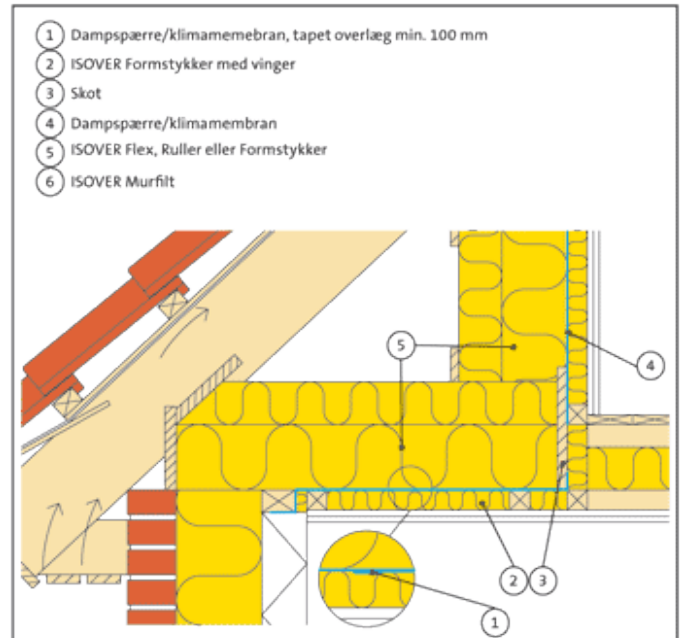 1 Dampspærre/klimamemebran, tapet overlæg min. 100 mm
2 ISOVER Formstykker med vinger
3 Skot
4 Dampspærre/klimamembran
5 ISOVER Flex, Ruller eller Formstykker
6 ISOVER Murfilt
5
4
2 3
1